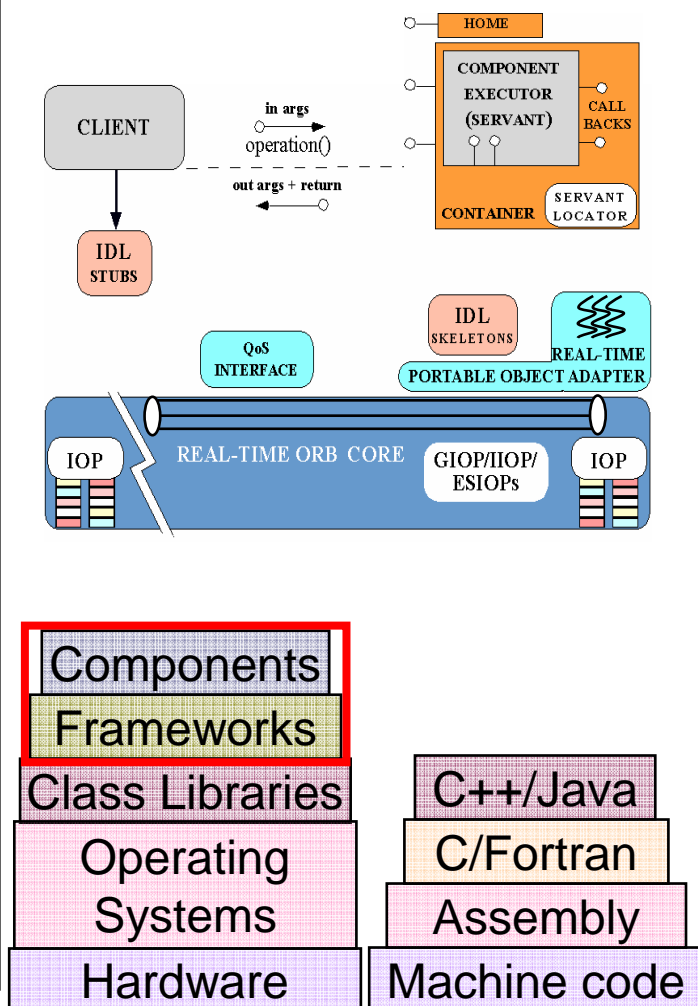 HOME
COMPONENT
EXECUTOR
(SERVANT)
CALL
BACKS
CLIENT
in args
operation()
out args + return
SERVANT
LOCATOR
CONTAINER
IDL
STUBS
IDL
SKELETONS
QoS
INTERFACE
REAL-TIME
PORTABLE OBJECT ADAPTER
IOP
REAL-TIME ORB CORE
GIOP/IIOP/
ESIOPs
IOP
Components
Frameworks
Class Libraries
Operating
Systems
Hardware
C++/Java
C/Fortran
Assembly
Machine code